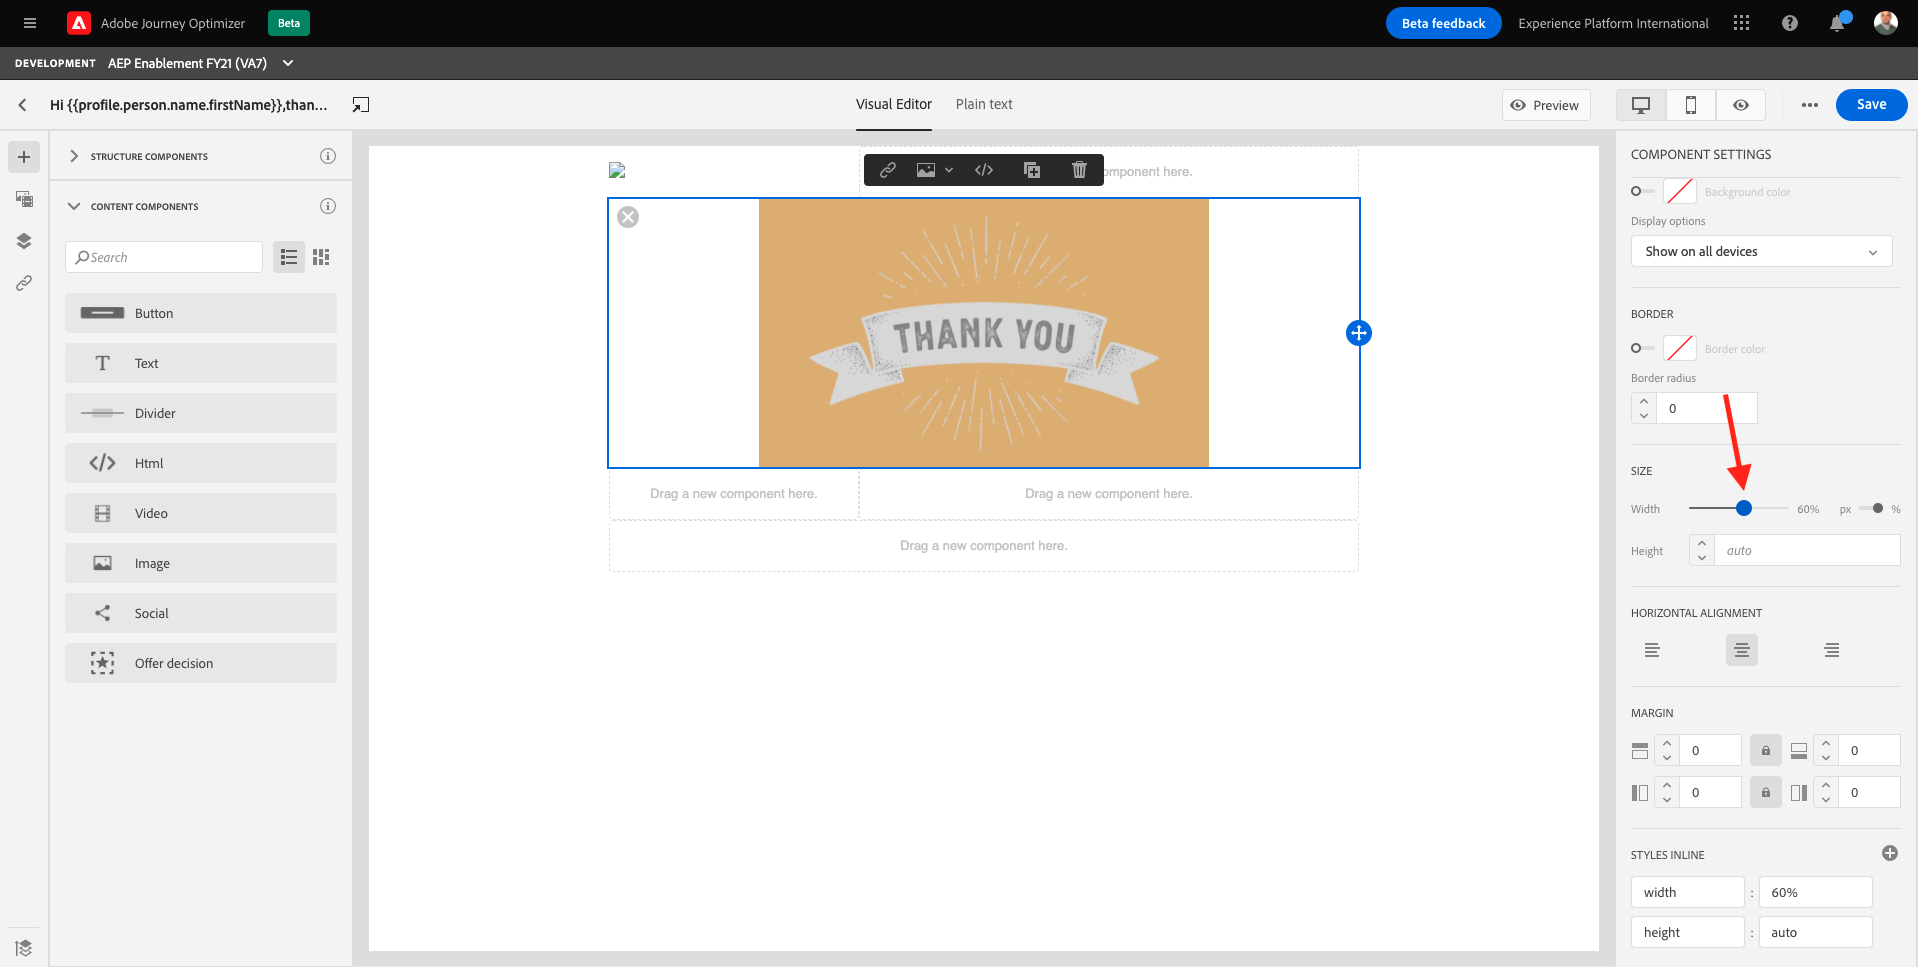 Adobe Journey Optimizer
Beta
Beta feedback
Experience Platform International
DEVELOPMENT
AEP Enablement FY21 (VA7)
Hi {{profile.person.name.firstName}},than...
Visual Editor
Plain text
Preview
Save
STRUCTURE COMPONENTS
CONTENT COMPONENTS
Search
Button
Text
Divider
Html
Video
Image
Social
Offer decision
omponent here.
THANK YOU
Drag a new component here.
Drag a new component here.
Drag a new component here.
COMPONENT SETTINGS
Background color
Display options
Show on all devices
BORDER
Border color
Border radius
0
SIZE
Width
60%
px
%
Height
auto
HORIZONTAL ALIGNMENT
MARGIN
0
0
0
0
STYLES INLINE
width : 60%
height : auto